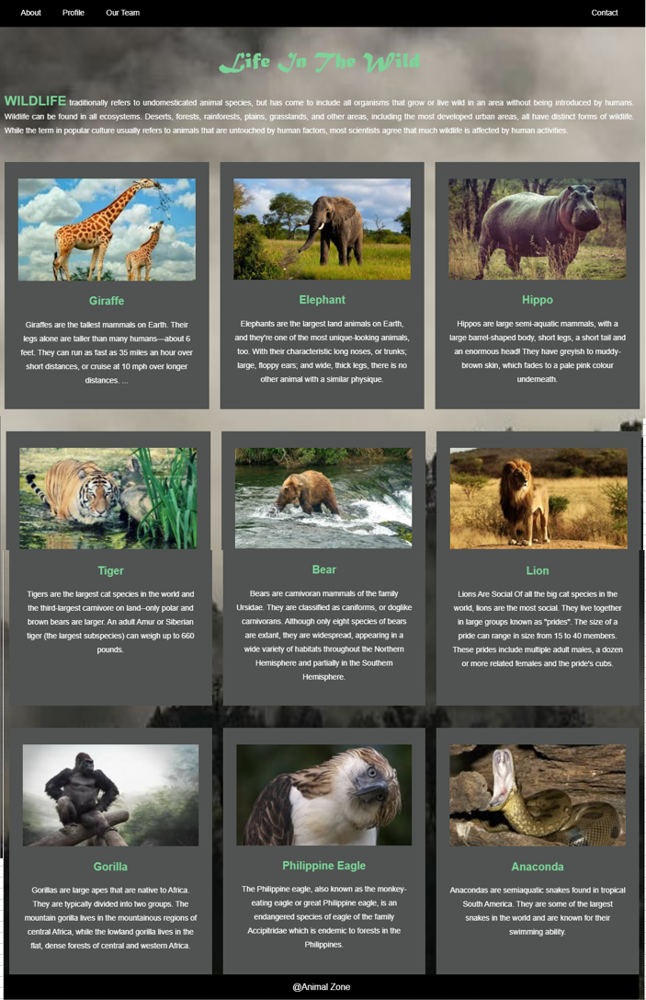 About Profile Our Team Contact
Life In The Wild
WILDLIFE traditionally refers to undomesticated animal species, but has come to include all organisms that grow or live wild in an area without being introduced by humans.
Wildlife can be found in all ecosystems. Deserts, forests, rainforests, plains, grasslands, and other areas, including the most developed urban areas, all have distinct forms of wildlife.
While the term in popular culture usually refers to animals that are untouched by human factors, most scientists agree that much wildlife is affected by human activities.
Giraffe
Giraffes are the tallest mammals on Earth. Their
legs alone are taller than many humans—about 6
feet. They can run as fast as 35 miles an hour over
short distances, or cruise at 10 mph over longer
distances. ...
Elephant
Elephants are the largest land animals on Earth,
and they're one of the most unique-looking animals,
too. With their characteristic long noses, or trunks;
large, floppy ears; and wide, thick legs, there is no
other animal with a similar physique.
Hippo
Hippos are large semi-aquatic mammals, with a
large barrel-shaped body, short legs, a short tail and
an enormous head! They have greyish to muddy-
brown skin, which fades to a pale pink colour
underneath.
Tiger
Tigers are the largest cat species in the world and
the third-largest carnivore on land--only polar and
brown bears are larger. An adult Amur or Siberian
tiger (the largest subspecies) can weigh up to 660
pounds.
Bear
Bears are carnivoran mammals of the family
Ursidae. They are classified as caniforms, or doglike
carnivorans. Although only eight species of bears
are extant, they are widespread, appearing in a
wide variety of habitats throughout the Northern
Hemisphere and partially in the Southern
Hemisphere.
Lion
Lions Are Social Of all the big cat species in the
world, lions are the most social. They live together
in large groups known as "prides". The size of a
pride can range in size from 15 to 40 members.
These prides include multiple adult males, a dozen
or more related females and the pride's cubs.
Gorilla
Gorillas are large apes that are native to Africa.
They are typically divided into two groups. The
mountain gorilla lives in the mountainous regions of
central Africa, while the lowland gorilla lives in the
flat, dense forests of central and western Africa.
Philippine Eagle
The Philippine eagle, also known as the monkey-
eating eagle or great Philippine eagle, is an
endangered species of eagle of the family
Accipitridae which is endemic to forests in the
Philippines.
Anaconda
Anacondas are semiaquatic snakes found in tropical
South America. They are some of the largest
snakes in the world and are known for their
swimming ability.
@Animal Zone